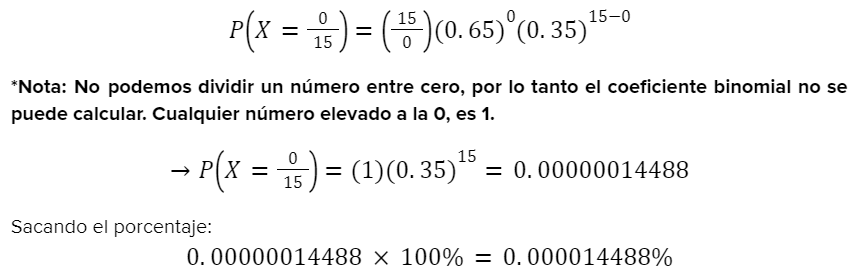 P(X = 0/15) = (15/0)(0.65)^0(0.35)^15−0
*Nota: No podemos dividir un número entre cero, por lo tanto el coeficiente binomial no se
puede calcular. Cualquier número elevado a la 0, es 1.
→ P(X = 0/15) = (1)(0.35)^15 = 0.00000014488
Sacando el porcentaje:
0.00000014488 × 100% = 0.000014488%